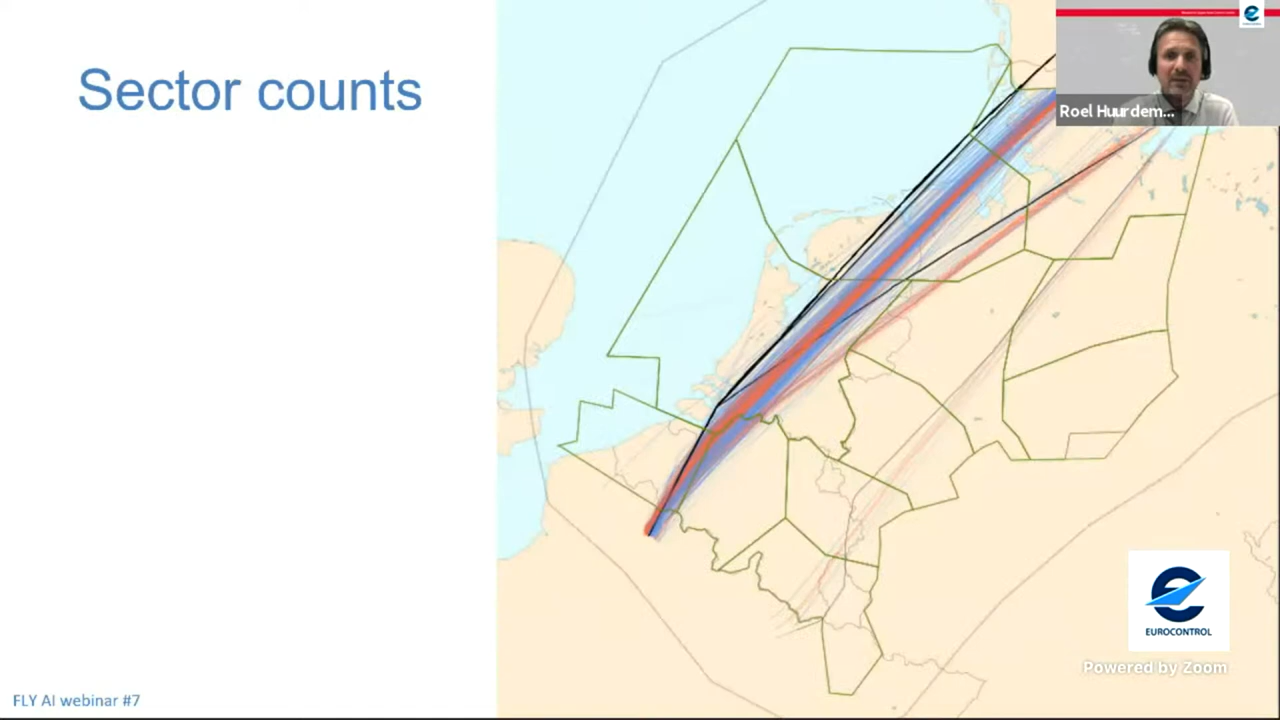 Sector counts
Roel Huurdem...
EUROCONTROL
Powered by Zoom
FLY AI webinar #7